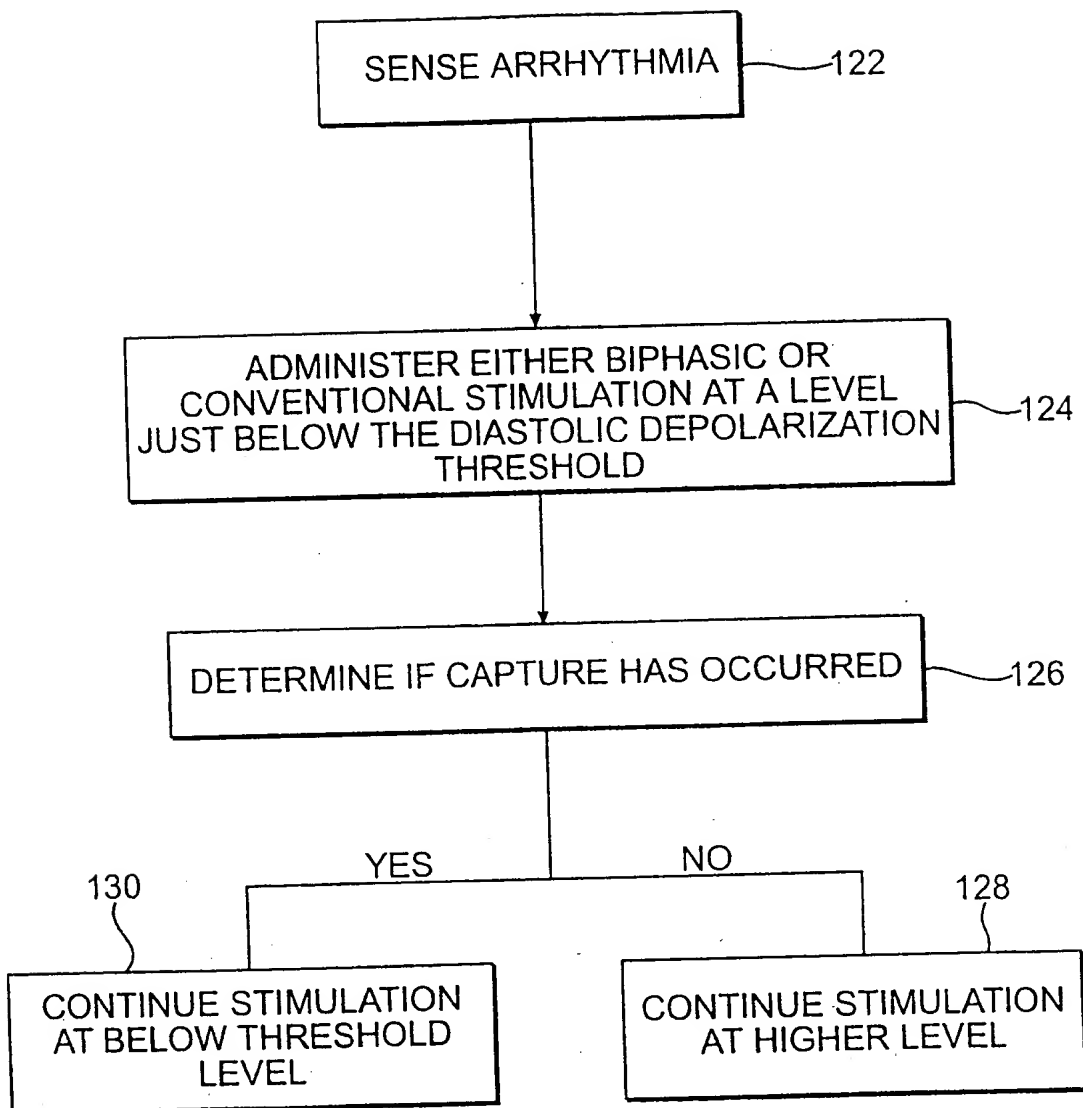 SENSE ARRHYTHMIA
122
ADMINISTER EITHER BIPHASIC OR
CONVENTIONAL STIMULATION AT A LEVEL
JUST BELOW THE DIASTOLIC DEPOLARIZATION
THRESHOLD
124
DETERMINE IF CAPTURE HAS OCCURRED
126
YES
NO
130
128
CONTINUE STIMULATION
AT BELOW THRESHOLD
LEVEL
CONTINUE STIMULATION
AT HIGHER LEVEL